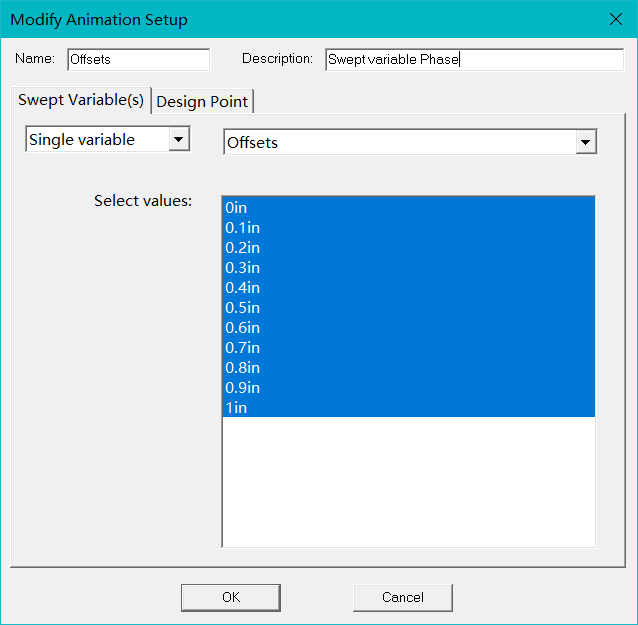 Modify Animation Setup
Name: Offsets Description: Swept variable Phase
Swept Variable(s) Design Point
Single variable Offsets
Select values:
0in
0.1in
0.2in
0.3in
0.4in
0.5in
0.6in
0.7in
0.8in
0.9in
1in
OK Cancel